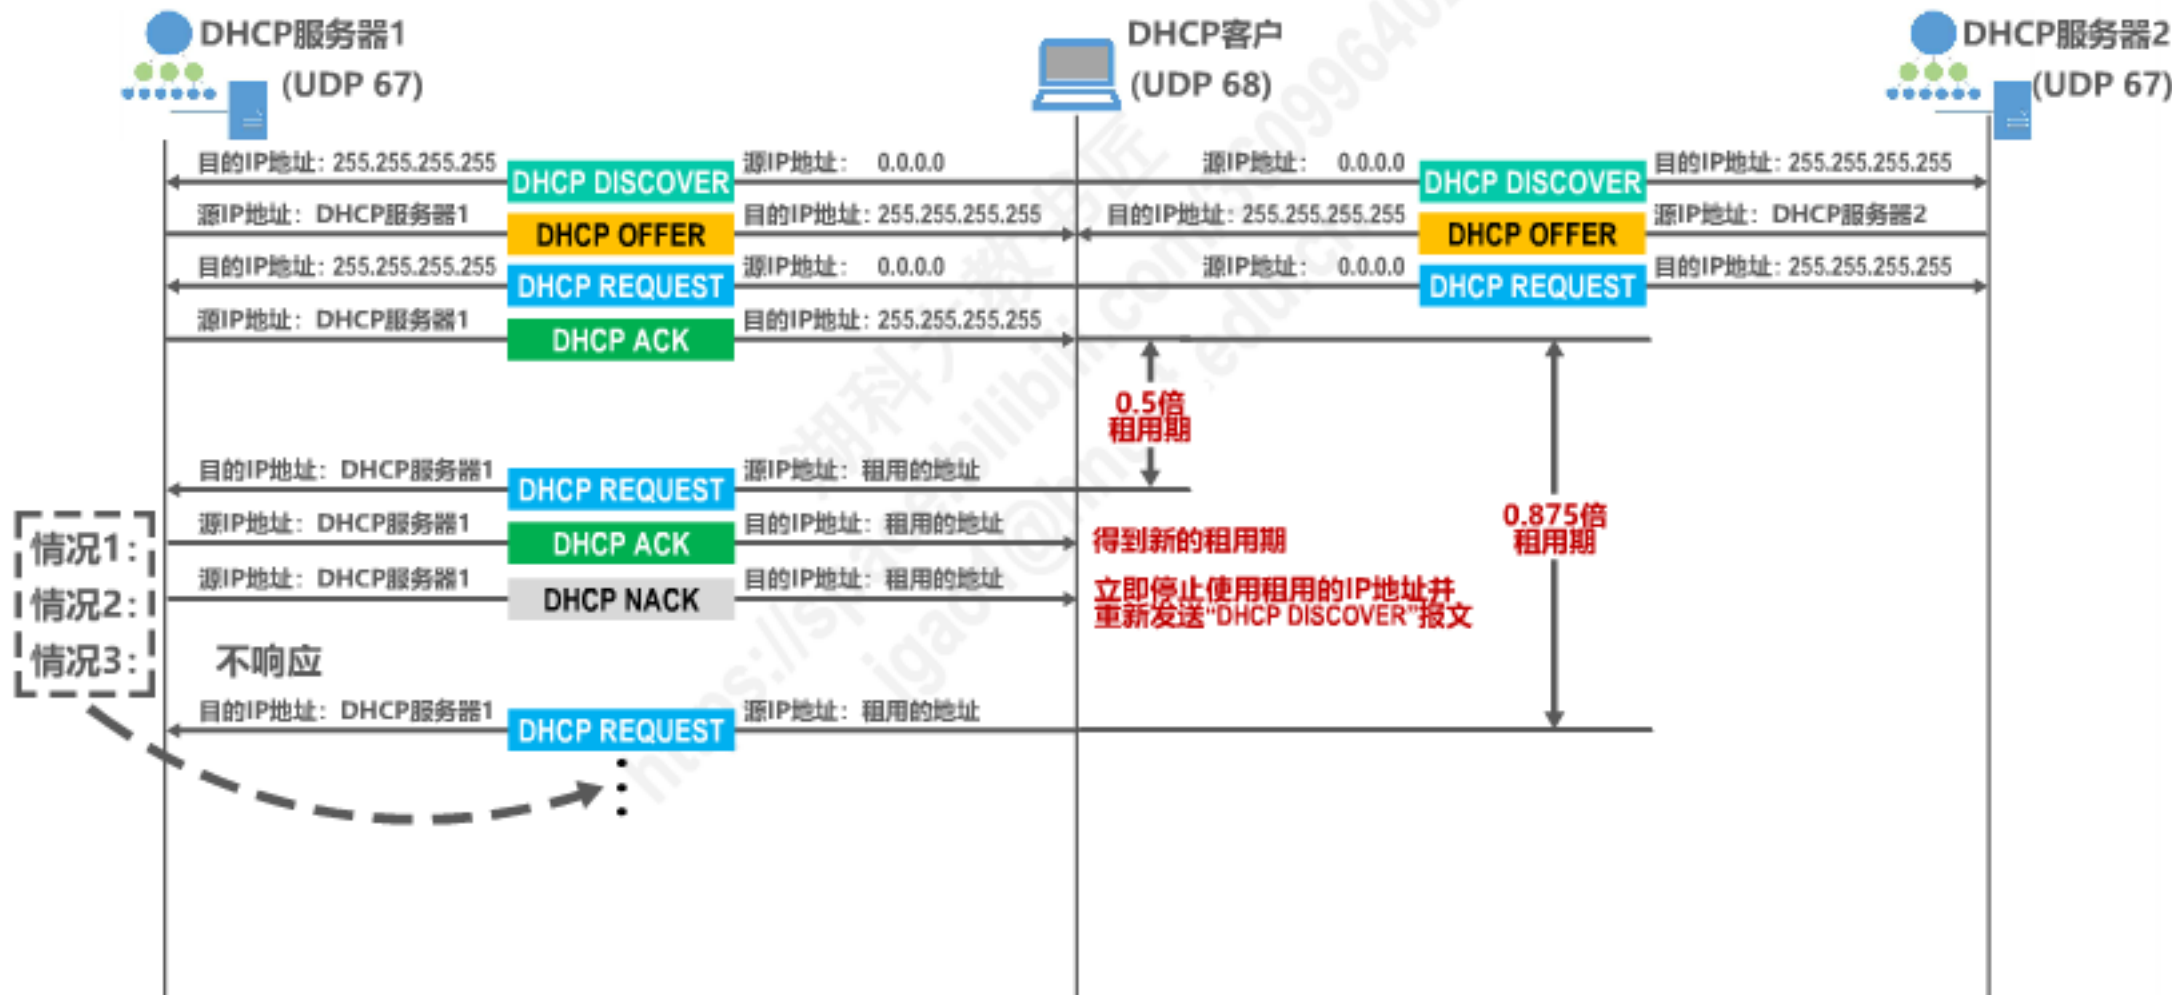 DHCP服务器1
(UDP 67)
DHCP客户
(UDP 68)
DHCP服务器2
(UDP 67)
目的IP地址: 255.255.255.255
DHCP DISCOVER
源IP地址: 0.0.0.0
源IP地址: 0.0.0.0
DHCP DISCOVER
目的IP地址: 255.255.255.255
源IP地址: DHCP服务器1
DHCP OFFER
目的IP地址: 255.255.255.255
目的IP地址: 255.255.255.255
DHCP OFFER
源IP地址: DHCP服务器2
目的IP地址: 255.255.255.255
DHCP REQUEST
源IP地址: 0.0.0.0
源IP地址: 0.0.0.0
DHCP REQUEST
目的IP地址: 255.255.255.255
源IP地址: DHCP服务器1
DHCP ACK
目的IP地址: 255.255.255.255
0.5倍
租用期
目的IP地址: DHCP服务器1
DHCP REQUEST
源IP地址: 租用的地址
0.875倍
租用期
情况1:
源IP地址: DHCP服务器1
DHCP ACK
目的IP地址: 租用的地址
得到新的租用期
情况2:
源IP地址: DHCP服务器1
DHCP NACK
目的IP地址: 租用的地址
立即停止使用租用的IP地址并
重新发送“DHCP DISCOVER”报文
情况3:
不响应
目的IP地址: DHCP服务器1
DHCP REQUEST
源IP地址: 租用的地址
湖科大教书匠